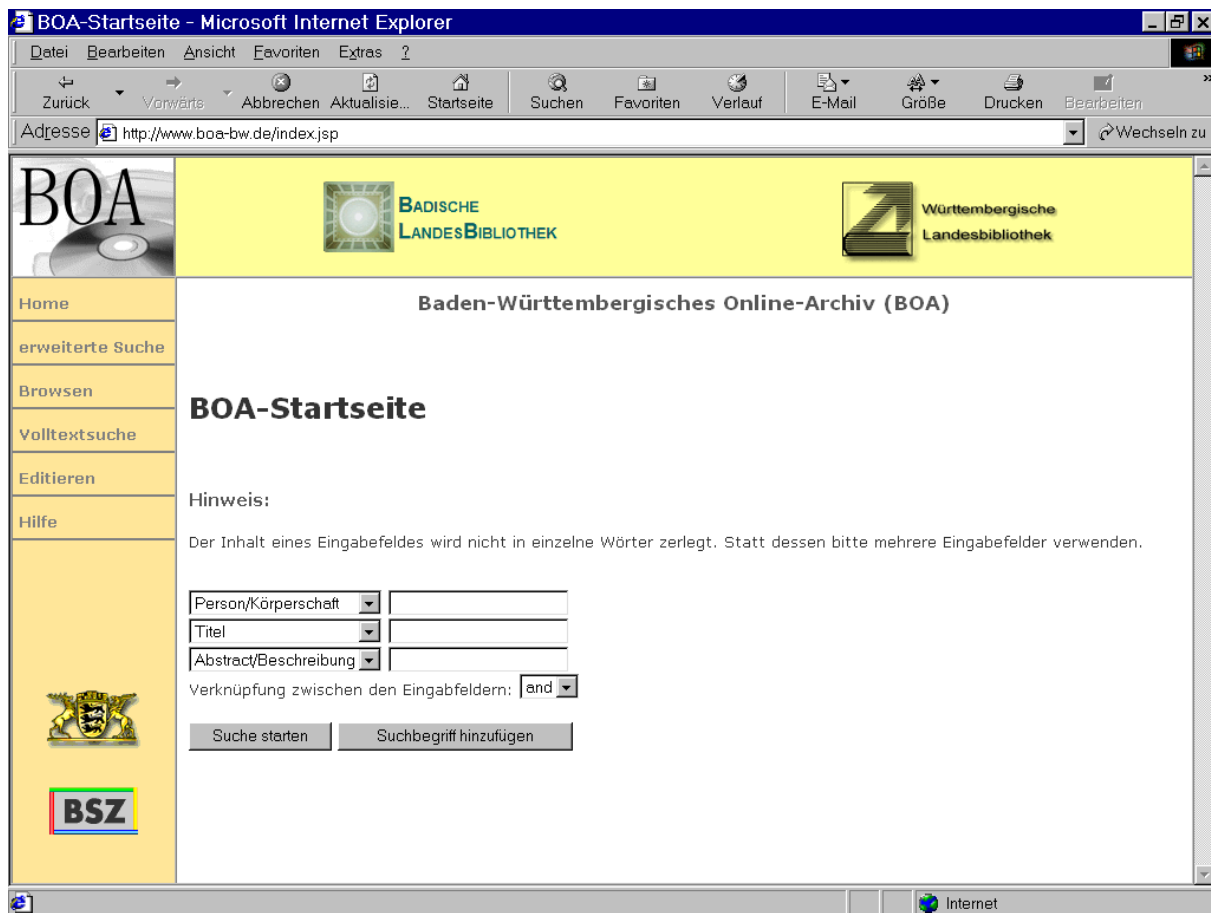 BOA-Startseite - Microsoft Internet Explorer
Datei Bearbeiten Ansicht Favoriten Extras ?
Zurück Vorwärts Abbrechen Aktualisie... Startseite Suchen Favoriten Verlauf E-Mail Größe Drucken Bearbeiten »
Adresse http://www.boa-bw.de/index.jsp Wechseln zu
BOA
BADISCHE
LANDESBIBLIOTHEK
Württembergische
Landesbibliothek
Home
erweiterte Suche
Browsen
Volltextsuche
Editieren
Hilfe
BSZ
Baden-Württembergisches Online-Archiv (BOA)
BOA-Startseite
Hinweis:
Der Inhalt eines Eingabefeldes wird nicht in einzelne Wörter zerlegt. Statt dessen bitte mehrere Eingabefelder verwenden.
Person/Körperschaft
Titel
Abstract/Beschreibung
Verknüpfung zwischen den Eingabfeldern: and
Suche starten Suchbegriff hinzufügen
Internet